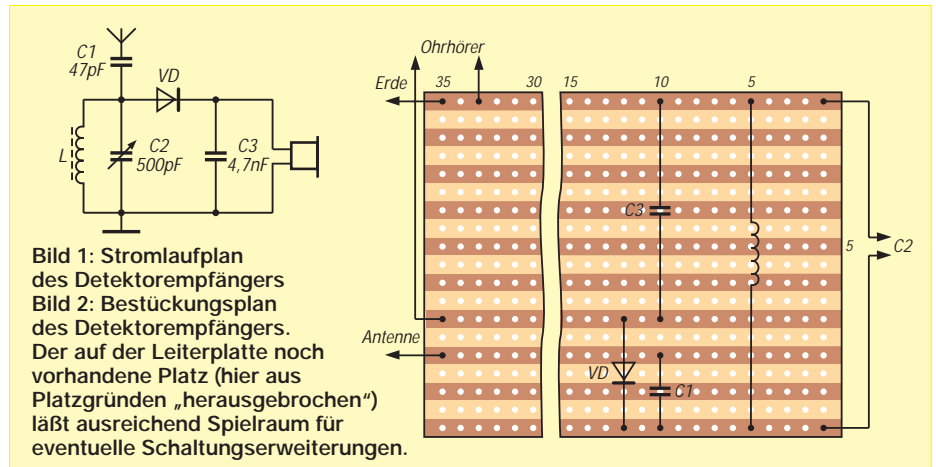 C1
47pF
VD
L
C2
500pF
C3
4,7nF
Bild 1: Stromlaufplan
des Detektorempfängers
Bild 2: Bestückungsplan
des Detektorempfängers.
Der auf der Leiterplatte noch
vorhandene Platz (hier aus
Platzgründen „herausgebrochen“)
läßt ausreichend Spielraum für
eventuelle Schaltungserweiterungen.
Ohrhörer
Erde
35 30 15 10 5
C3
5
C2
Antenne
VD
C1